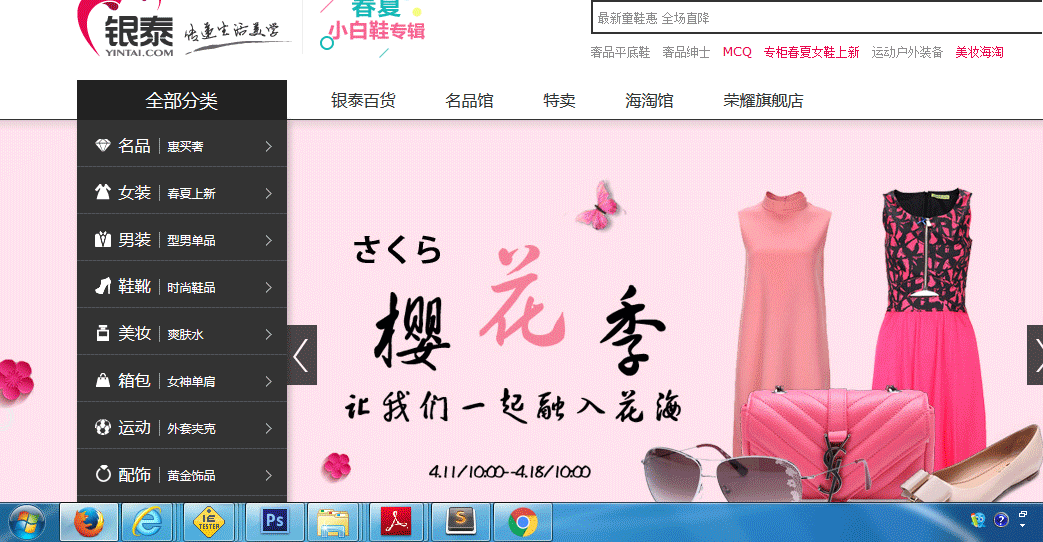 春夏
小白鞋专辑
银泰
YINTAI.COM
传递生活美学
最新童鞋惠 全场直降
奢品平底鞋 奢品绅士 MCQ 专柜春夏女鞋上新 运动户外装备 美妆海淘
全部分类 银泰百货 名品馆 特卖 海淘馆 荣耀旗舰店
名品 惠买奢
女装 春夏上新
男装 型男单品
鞋靴 时尚鞋品
美妆 爽肤水
箱包 女神单肩
运动 外套夹克
配饰 黄金饰品
さくら
樱花季
让我们一起融入花海
4.11/10:00--4.18/10:00
IE
TESTER
Ps
S